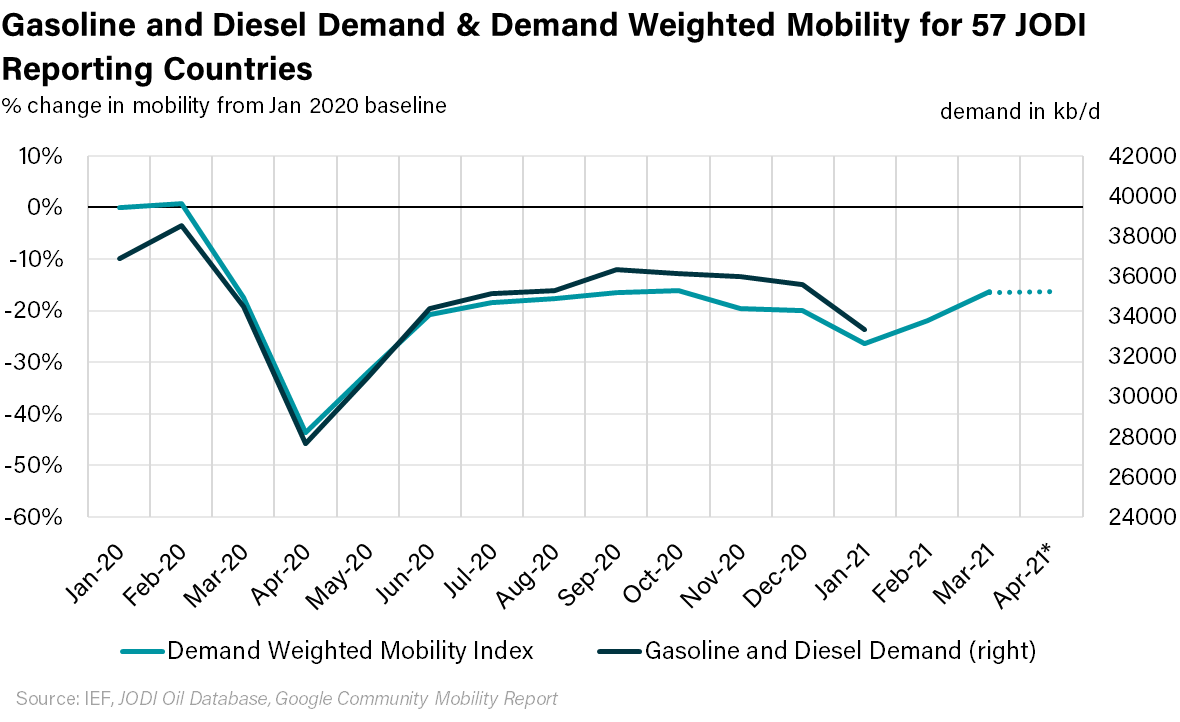 Gasoline and Diesel Demand & Demand Weighted Mobility for 57 JODI
Reporting Countries
% change in mobility from Jan 2020 baseline
demand in kb/d
10%
0%
-10%
-20%
-30%
-40%
-50%
-60%
42000
40000
38000
36000
34000
32000
30000
28000
26000
24000
Jan-20
Feb-20
Mar-20
Apr-20
May-20
Jun-20
Jul-20
Aug-20
Sep-20
Oct-20
Nov-20
Dec-20
Jan-21
Feb-21
Mar-21
Apr-21*
Demand Weighted Mobility Index
Gasoline and Diesel Demand (right)
Source: IEF, JODI Oil Database, Google Community Mobility Report